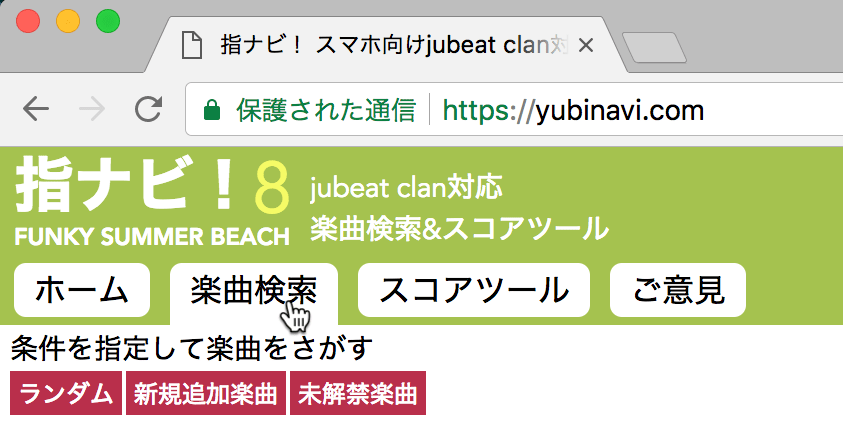 指ナビ！ スマホ向けjubeat clan対
保護された通信 https://yubinavi.com
指ナビ！8
FUNKY SUMMER BEACH
jubeat clan対応
楽曲検索&スコアツール
ホーム 楽曲検索 スコアツール ご意見
条件を指定して楽曲をさがす
ランダム 新規追加楽曲 未解禁楽曲